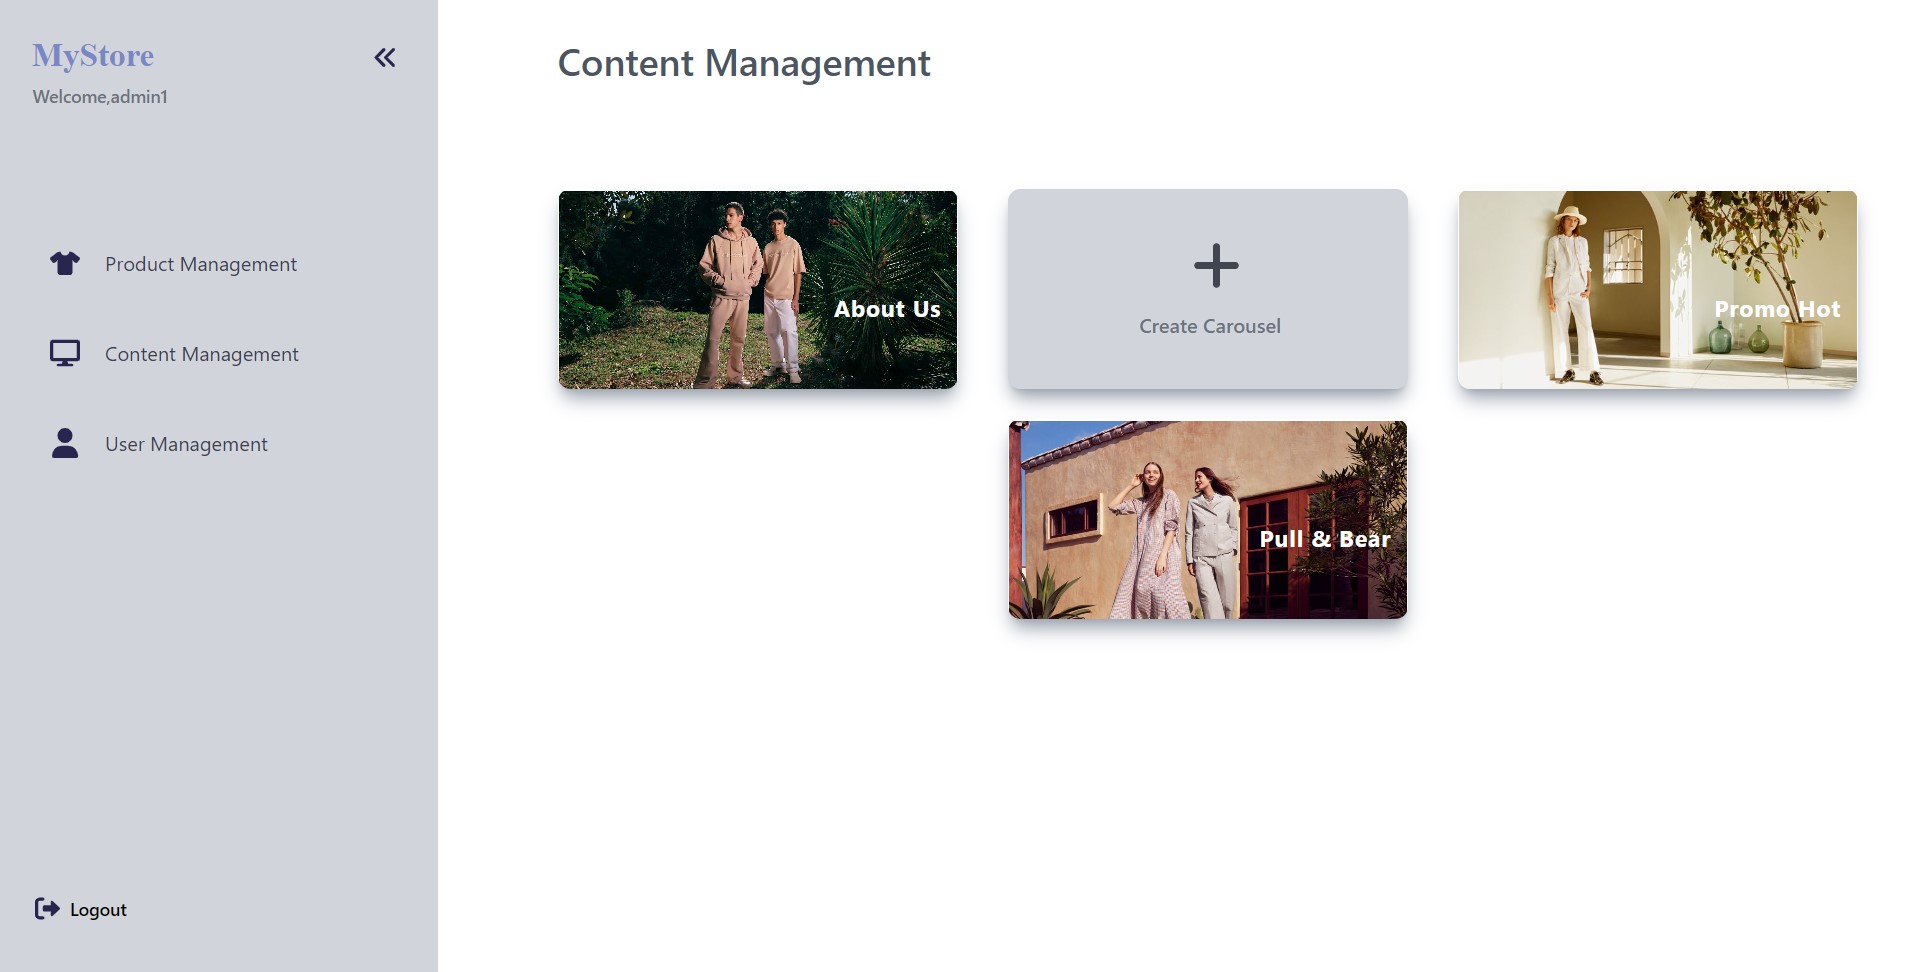 MyStore
Welcome,admin1
Product Management
Content Management
User Management
Logout
Content Management
About Us
Create Carousel
Promo Hot
Pull & Bear